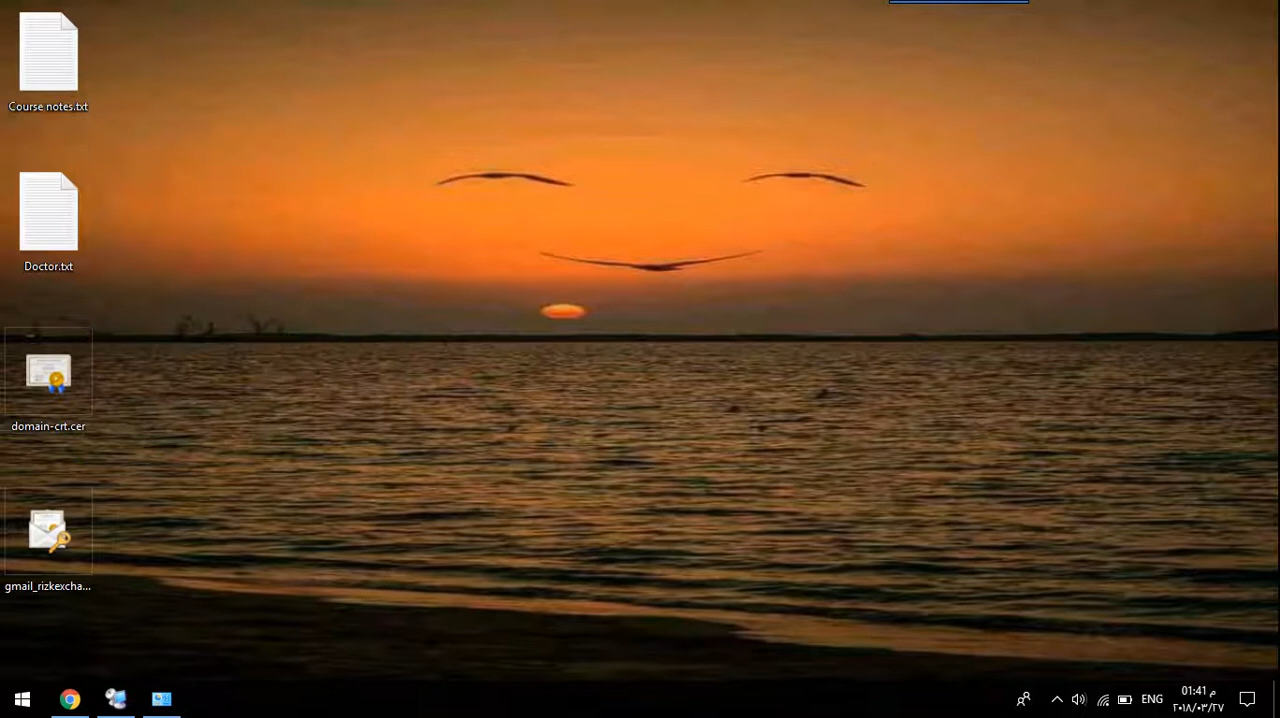 Course notes.txt
Doctor.txt
domain-crt.cer
gmail_rizkexcha...
ENG
01:41 م
٢٠١٨/٠٣/٢٧